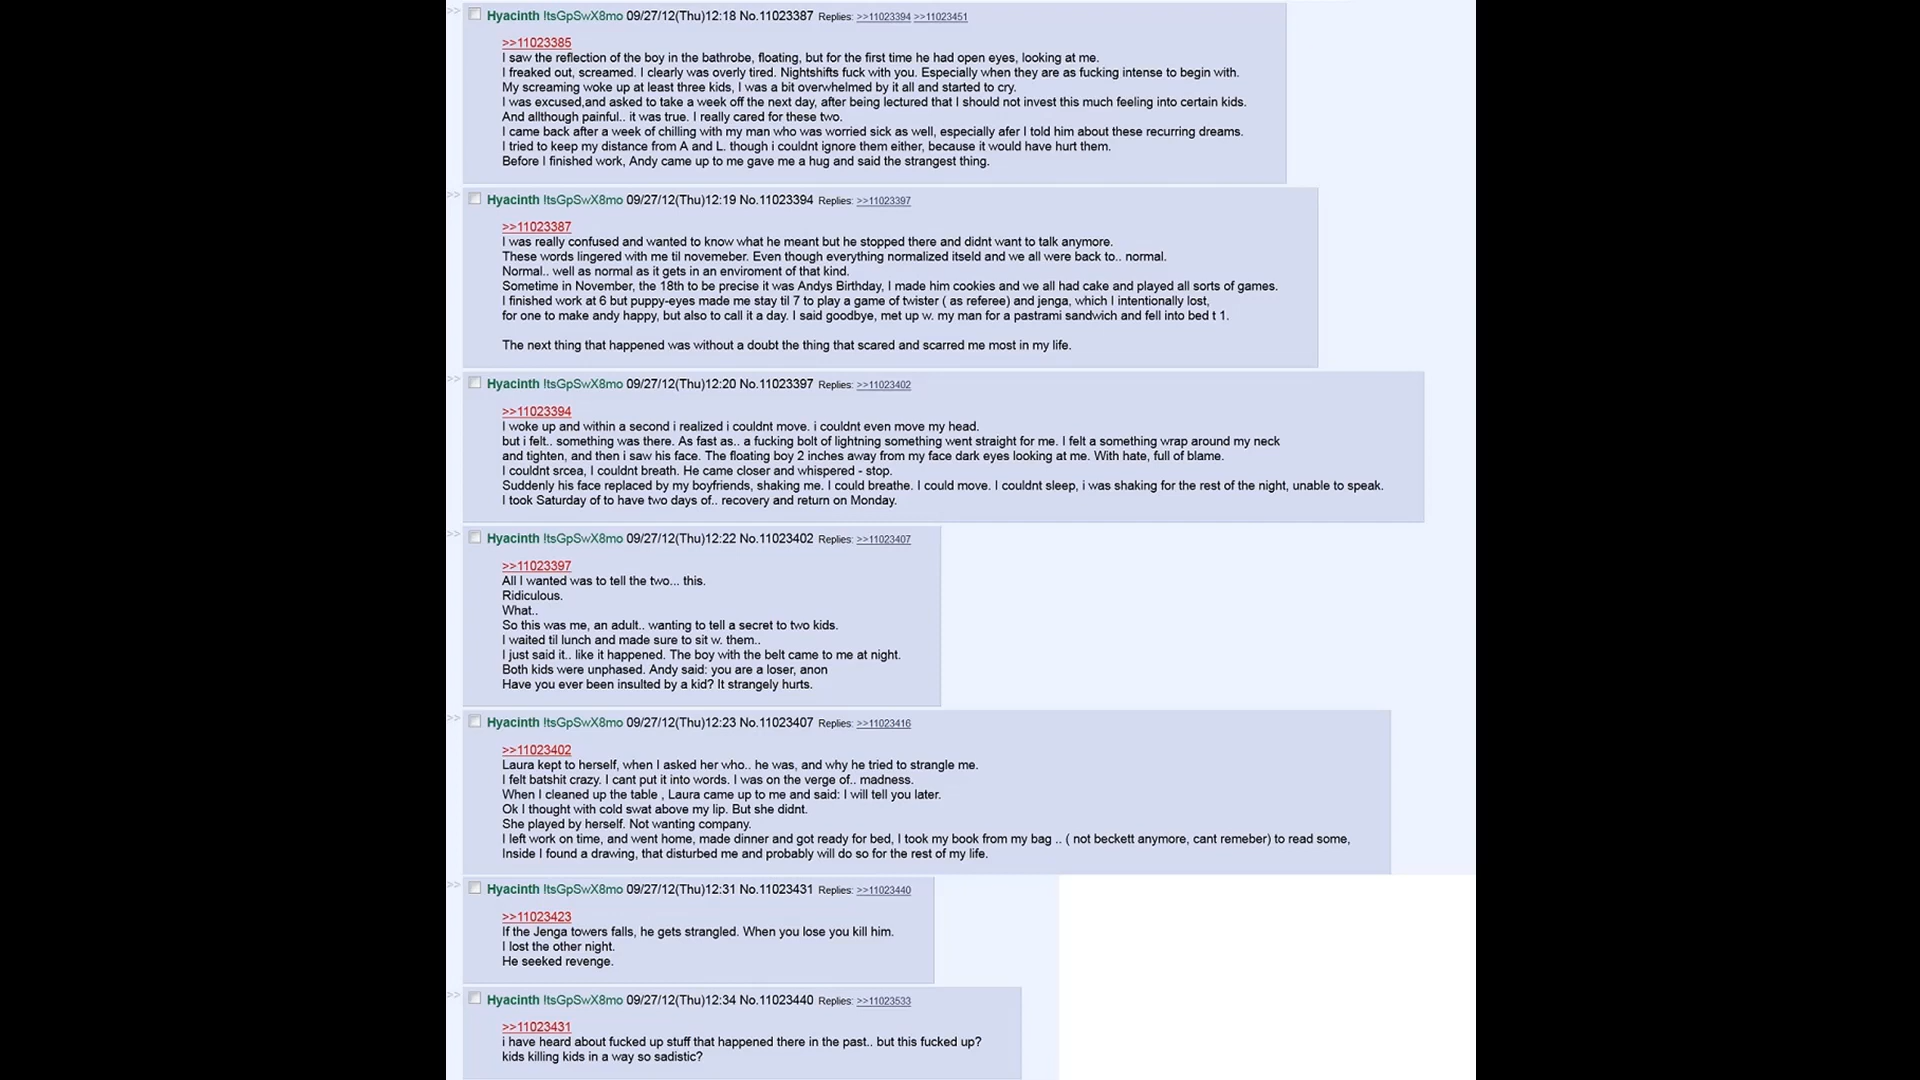 >> Hyacinth !tsGpSwX8mo 09/27/12(Thu)12:18 No.11023387 Replies: >>11023394 >>11023451
>>11023385
I saw the reflection of the boy in the bathrobe, floating, but for the first time he had open eyes, looking at me.
I freaked out, screamed. I clearly was overly tired. Nightshifts fuck with you. Especially when they are as fucking intense to begin with.
My screaming woke up at least three kids, I was a bit overwhelmed by it all and started to cry.
I was excused,and asked to take a week off the next day, after being lectured that I should not invest this much feeling into certain kids.
And allthough painful.. it was true. I really cared for these two.
I came back after a week of chilling with my man who was worried sick as well, especially afer I told him about these recurring dreams.
I tried to keep my distance from A and L. though i couldnt ignore them either, because it would have hurt them.
Before I finished work, Andy came up to me gave me a hug and said the strangest thing.
>> Hyacinth !tsGpSwX8mo 09/27/12(Thu)12:19 No.11023394 Replies: >>11023397
>>11023387
I was really confused and wanted to know what he meant but he stopped there and didnt want to talk anymore.
These words lingered with me til novemeber. Even though everything normalized itseld and we all were back to.. normal.
Normal.. well as normal as it gets in an enviroment of that kind.
Sometime in November, the 18th to be precise it was Andys Birthday, I made him cookies and we all had cake and played all sorts of games.
I finished work at 6 but puppy-eyes made me stay til 7 to play a game of twister ( as referee) and jenga, which I intentionally lost,
for one to make andy happy, but also to call it a day. I said goodbye, met up w. my man for a pastrami sandwich and fell into bed t 1.
The next thing that happened was without a doubt the thing that scared and scarred me most in my life.
>> Hyacinth !tsGpSwX8mo 09/27/12(Thu)12:20 No.11023397 Replies: >>11023402
>>11023394
I woke up and within a second i realized i couldnt move. i couldnt even move my head.
but i felt.. something was there. As fast as.. a fucking bolt of lightning something went straight for me. I felt a something wrap around my neck
and tighten, and then i saw his face. The floating boy 2 inches away from my face dark eyes looking at me. With hate, full of blame.
I couldnt srcea, I couldnt breath. He came closer and whispered - stop.
Suddenly his face replaced by my boyfriends, shaking me. I could breathe. I could move. I couldnt sleep, i was shaking for the rest of the night, unable to speak.
I took Saturday of to have two days of.. recovery and return on Monday.
>> Hyacinth !tsGpSwX8mo 09/27/12(Thu)12:22 No.11023402 Replies: >>11023407
>>11023397
All I wanted was to tell the two... this.
Ridiculous.
What..
So this was me, an adult.. wanting to tell a secret to two kids.
I waited til lunch and made sure to sit w. them..
I just said it.. like it happened. The boy with the belt came to me at night.
Both kids were unphased. Andy said: you are a loser, anon
Have you ever been insulted by a kid? It strangely hurts.
>> Hyacinth !tsGpSwX8mo 09/27/12(Thu)12:23 No.11023407 Replies: >>11023416
>>11023402
Laura kept to herself, when I asked her who.. he was, and why he tried to strangle me.
I felt batshit crazy. I cant put it into words. I was on the verge of.. madness.
When I cleaned up the table , Laura came up to me and said: I will tell you later.
Ok I thought with cold swat above my lip. But she didnt.
She played by herself. Not wanting company.
I left work on time, and went home, made dinner and got ready for bed, I took my book from my bag .. ( not beckett anymore, cant remeber) to read some,
Inside I found a drawing, that disturbed me and probably will do so for the rest of my life.
>> Hyacinth !tsGpSwX8mo 09/27/12(Thu)12:31 No.11023431 Replies: >>11023440
>>11023423
If the Jenga towers falls, he gets strangled. When you lose you kill him.
I lost the other night.
He seeked revenge.
>> Hyacinth !tsGpSwX8mo 09/27/12(Thu)12:34 No.11023440 Replies: >>11023533
>>11023431
i have heard about fucked up stuff that happened there in the past.. but this fucked up?
kids killing kids in a way so sadistic?